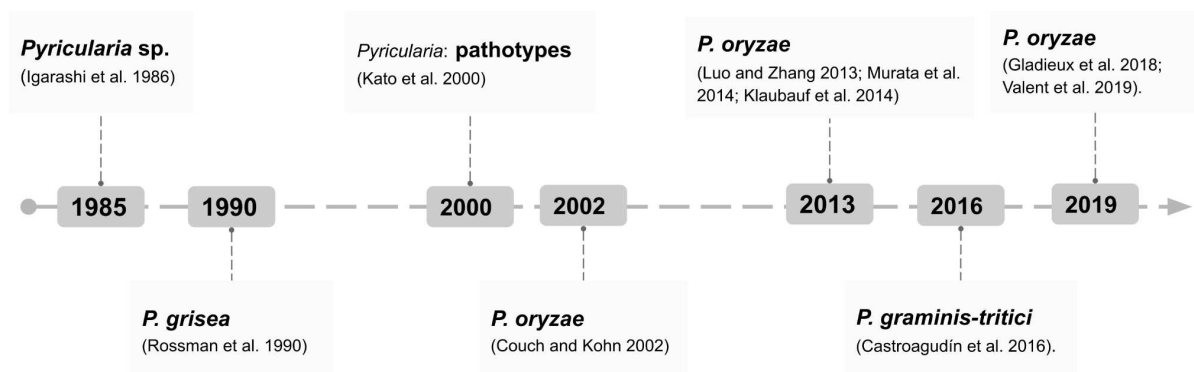 Pyricularia sp.
(Igarashi et al. 1986)
Pyricularia: pathotypes
(Kato et al. 2000)
P. oryzae
(Luo and Zhang 2013; Murata et al.
2014; Klaubauf et al. 2014)
P. oryzae
(Gladieux et al. 2018;
Valent et al. 2019).
1985
1990
2000
2002
2013
2016
2019
P. grisea
(Rossman et al. 1990)
P. oryzae
(Couch and Kohn 2002)
P. graminis-tritici
(Castroagudín et al. 2016).